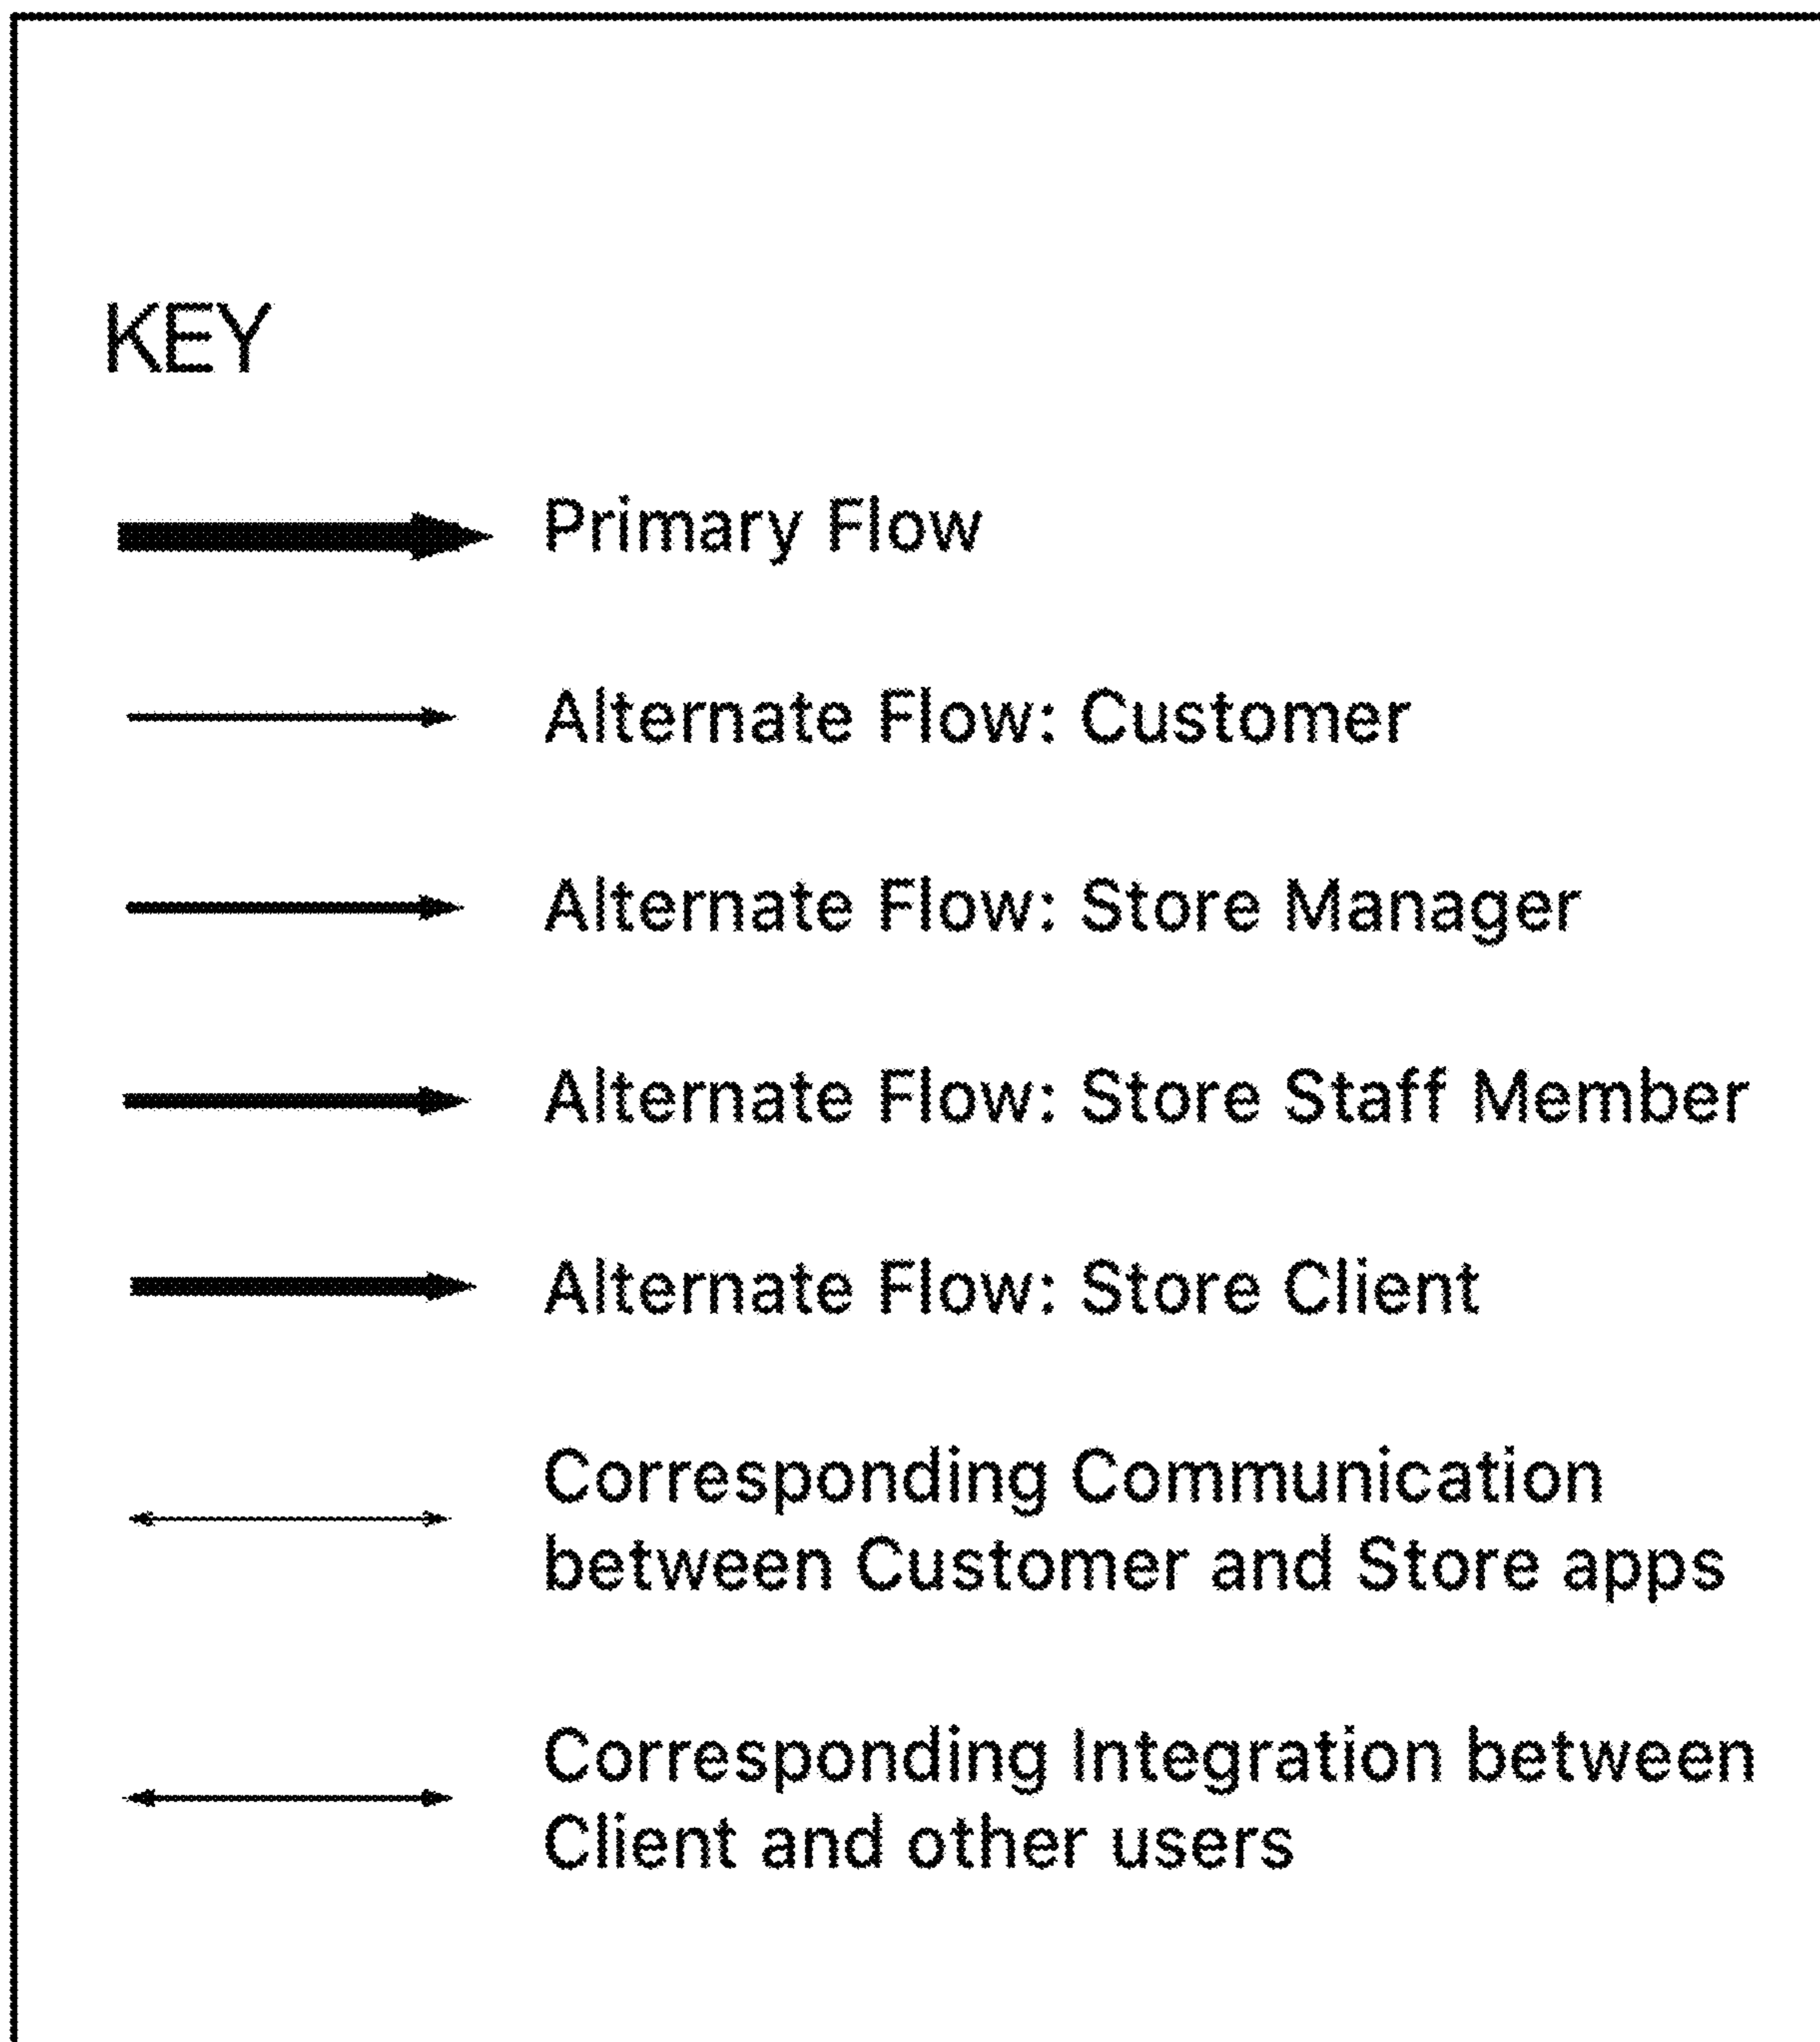 KEY
Primary Flow
Alternate Flow: Customer
Alternate Flow: Store Manager
Alternate Flow: Store Staff Member
Alternate Flow: Store Client
Corresponding Communication
between Customer and Store apps
Corresponding Integration between
Client and other users